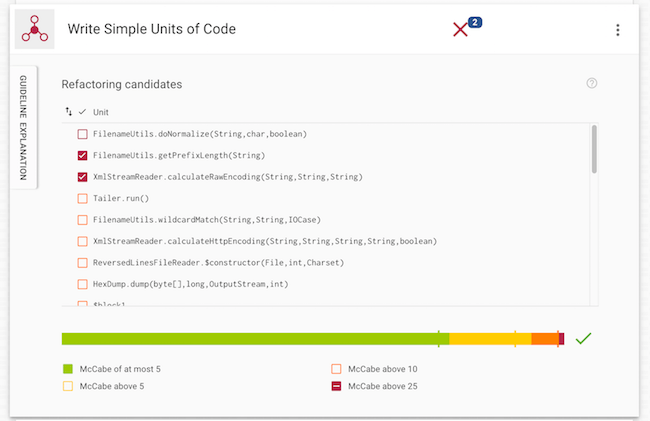 Write Simple Units of Code
2
GUIDELINE EXPLANATION
Refactoring candidates
?
Unit
FilenameUtils.doNormalize(String,char,boolean)
FilenameUtils.getPrefixLength(String)
XmlStreamReader.calculateRawEncoding(String,String,String)
Tailer.run()
FilenameUtils.wildcardMatch(String,String,IOCase)
XmlStreamReader.calculateHttpEncoding(String,String,String,String,boolean)
ReversedLinesFileReader.$constructor(File,int,Charset)
HexDump.dump(byte[],long,OutputStream,int)
$block1
McCabe of at most 5
McCabe above 10
McCabe above 5
McCabe above 25